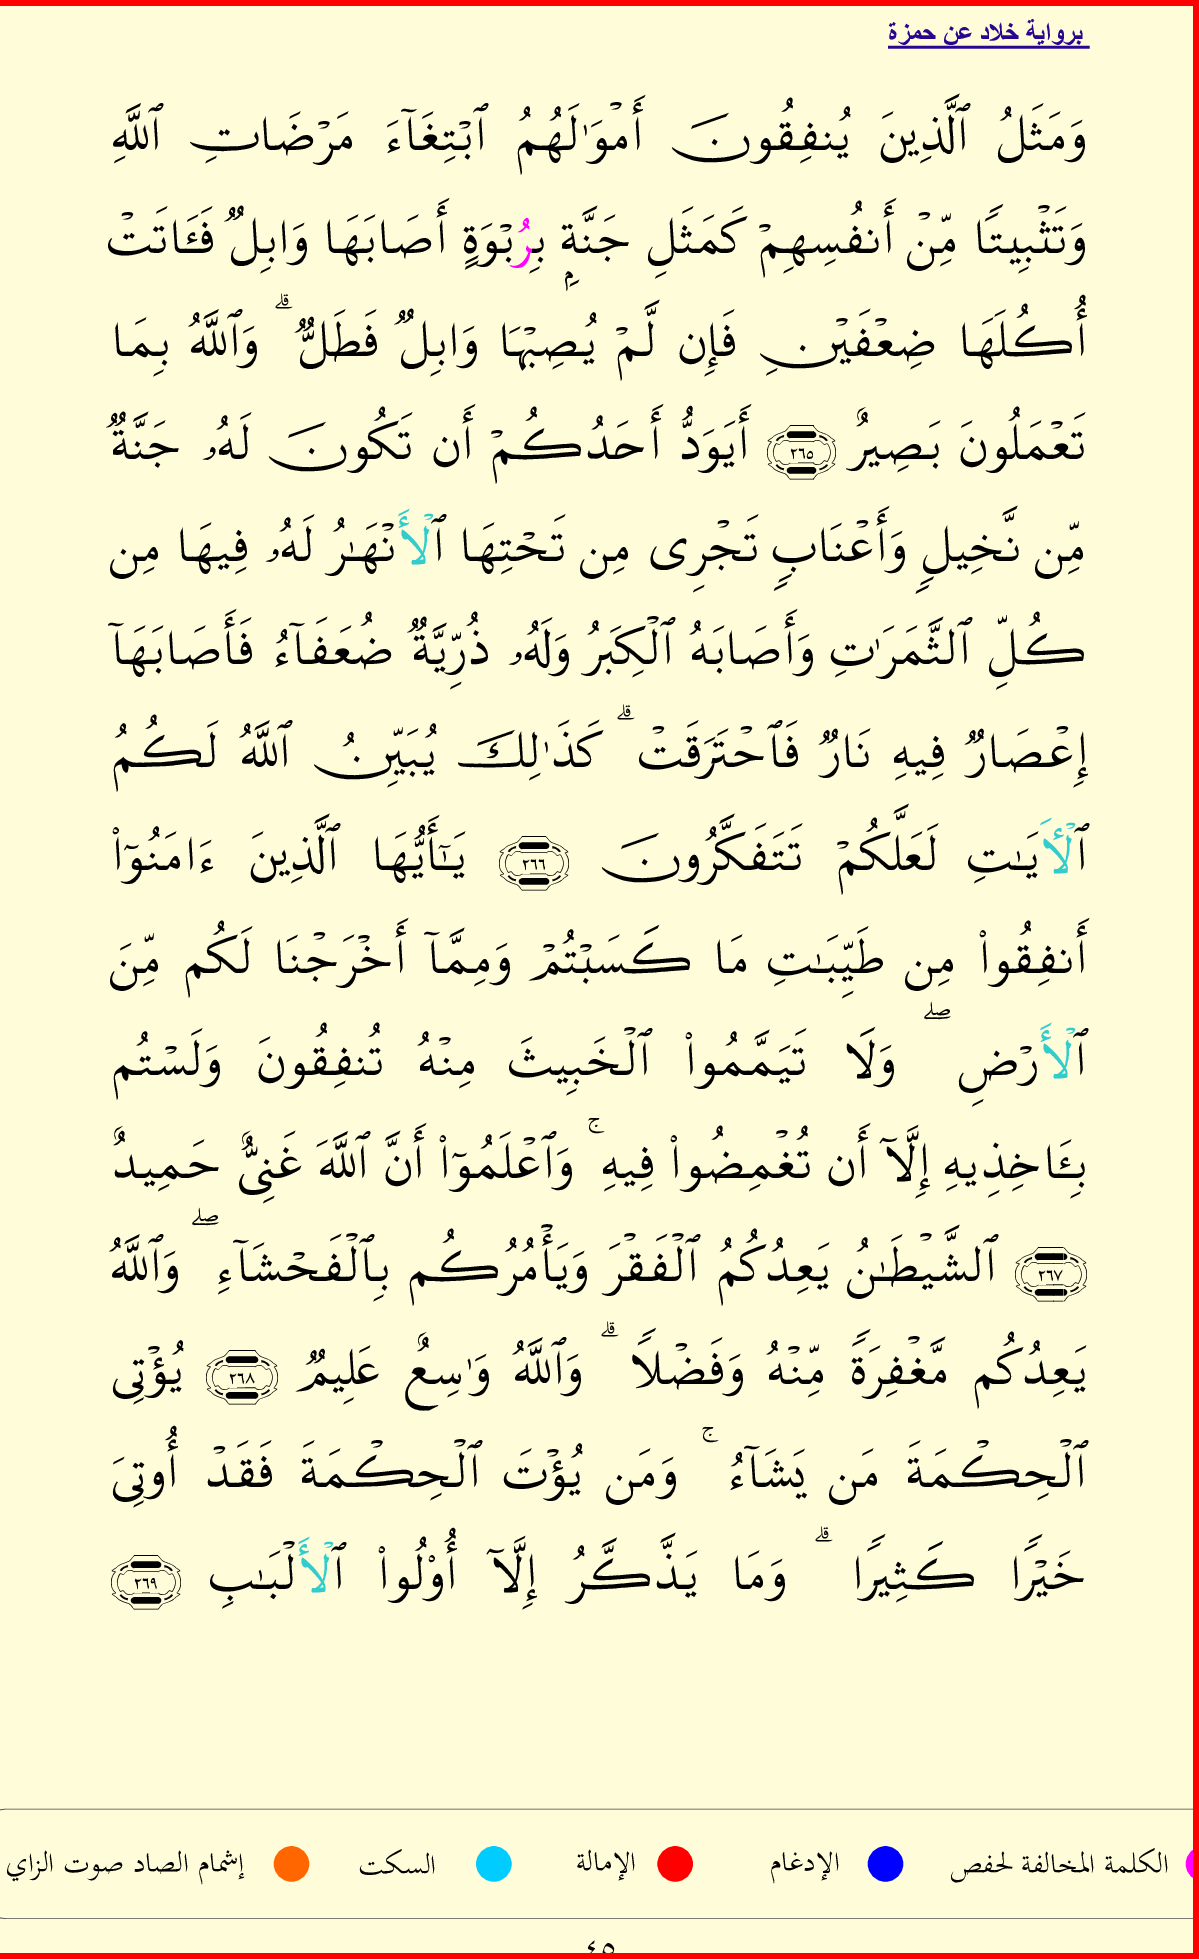 برواية خلاد عن حمزة
وَمَثَلُ ٱلَّذِينَ يُنفِقُونَ أَمْوَٰلَهُمُ ٱبْتِغَآءَ مَرْضَاتِ ٱللَّهِ
وَتَثْبِيتًا مِّنْ أَنفُسِهِمْ كَمَثَلِ جَنَّةٍۭ بِرُبْوَةٍ أَصَابَهَا وَابِلٌ فَـَٔاتَتْ
أُكُلَهَا ضِعْفَيْنِ فَإِن لَّمْ يُصِبْهَا وَابِلٌ فَطَلٌّ ۗ وَٱللَّهُ بِمَا
تَعْمَلُونَ بَصِيرٌ ٢٦٥ أَيَوَدُّ أَحَدُكُمْ أَن تَكُونَ لَهُۥ جَنَّةٌ
مِّن نَّخِيلٍ وَأَعْنَابٍ تَجْرِى مِن تَحْتِهَا ٱلْأَنْهَٰرُ لَهُۥ فِيهَا مِن
كُلِّ ٱلثَّمَرَٰتِ وَأَصَابَهُ ٱلْكِبَرُ وَلَهُۥ ذُرِّيَّةٌ ضُعَفَآءُ فَأَصَابَهَآ
إِعْصَارٌ فِيهِ نَارٌ فَٱحْتَرَقَتْ ۗ كَذَٰلِكَ يُبَيِّنُ ٱللَّهُ لَكُمُ
ٱلْأَيَٰتِ لَعَلَّكُمْ تَتَفَكَّرُونَ ٢٦٦ يَٰٓأَيُّهَا ٱلَّذِينَ ءَامَنُوٓا۟
أَنفِقُوا۟ مِن طَيِّبَٰتِ مَا كَسَبْتُمْ وَمِمَّآ أَخْرَجْنَا لَكُم مِّنَ
ٱلْأَرْضِ ۖ وَلَا تَيَمَّمُوا۟ ٱلْخَبِيثَ مِنْهُ تُنفِقُونَ وَلَسْتُم
بِـَٔاخِذِيهِ إِلَّآ أَن تُغْمِضُوا۟ فِيهِ ۚ وَٱعْلَمُوٓا۟ أَنَّ ٱللَّهَ غَنِىٌّ حَمِيدٌ
٢٦٧ ٱلشَّيْطَٰنُ يَعِدُكُمُ ٱلْفَقْرَ وَيَأْمُرُكُم بِٱلْفَحْشَآءِ ۖ وَٱللَّهُ
يَعِدُكُم مَّغْفِرَةً مِّنْهُ وَفَضْلًا ۗ وَٱللَّهُ وَٰسِعٌ عَلِيمٌ ٢٦٨ يُؤْتِى
ٱلْحِكْمَةَ مَن يَشَآءُ ۚ وَمَن يُؤْتَ ٱلْحِكْمَةَ فَقَدْ أُوتِىَ
خَيْرًا كَثِيرًا ۗ وَمَا يَذَّكَّرُ إِلَّآ أُو۟لُوا۟ ٱلْأَلْبَٰبِ ٢٦٩
الكلمة المخالفة لحفص الإدغام الإمالة السكت إشمام الصاد صوت الزاي
٤٥